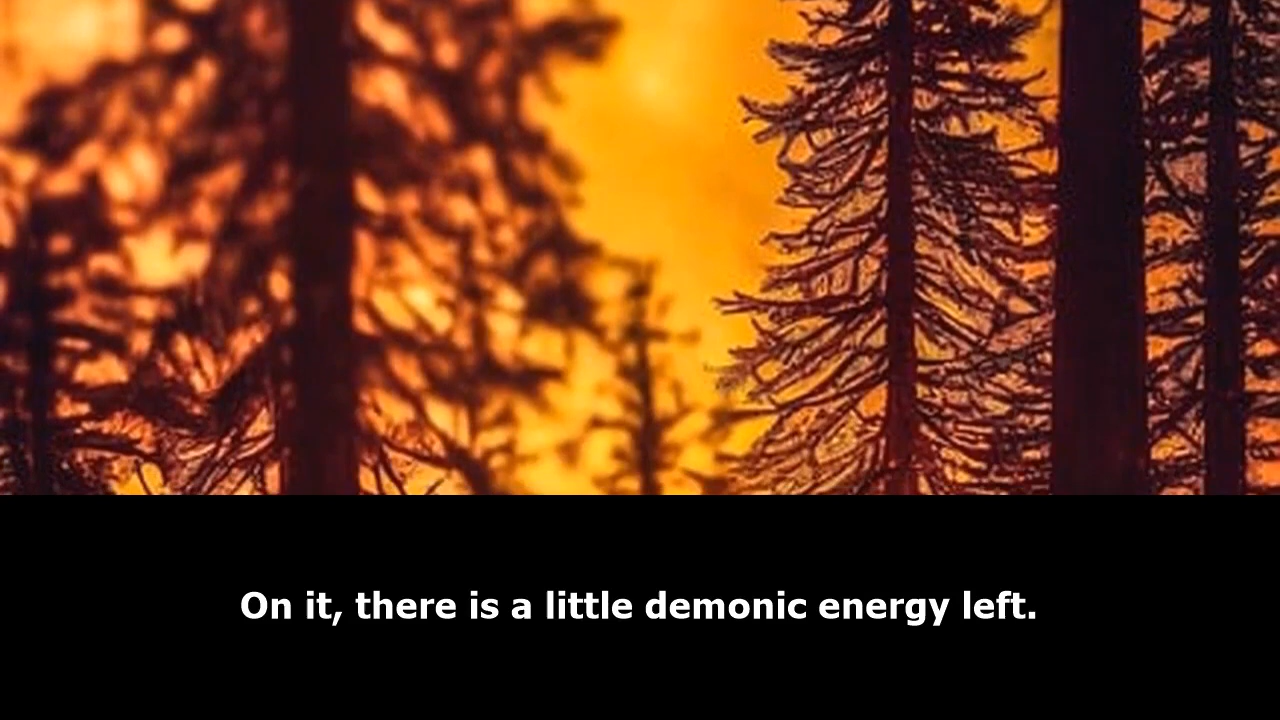 On it, there is a little demonic energy left.